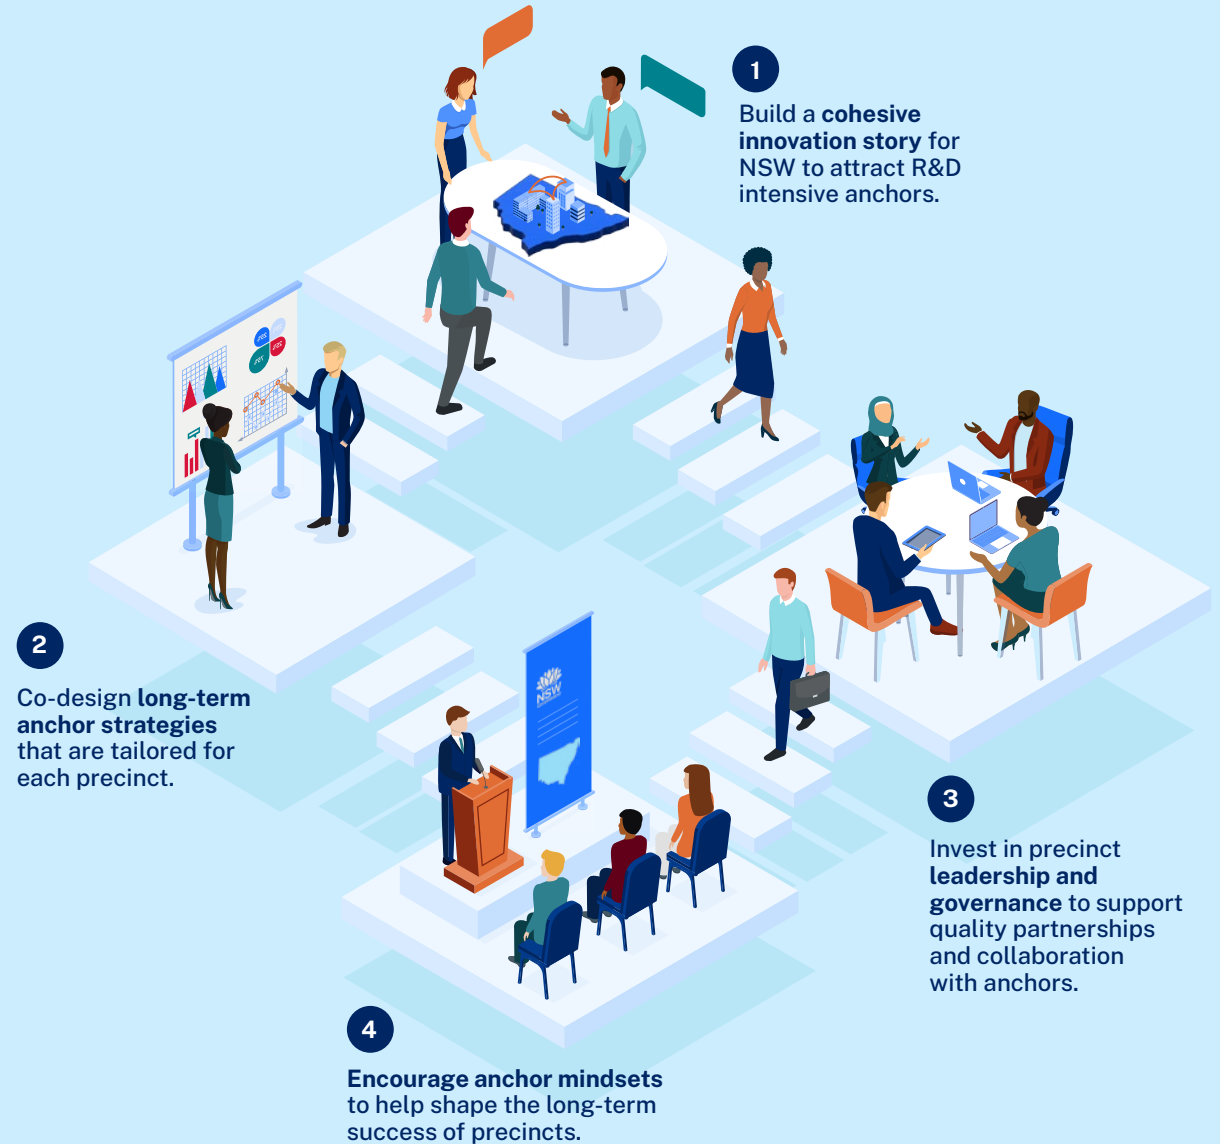 1
Build a cohesive
innovation story for
NSW to attract R&D
intensive anchors.
2
Co-design long-term
anchor strategies
that are tailored for
each precinct.
NSW
3
Invest in precinct
leadership and
governance to support
quality partnerships
and collaboration
with anchors.
4
Encourage anchor mindsets
to help shape the long-term
success of precincts.